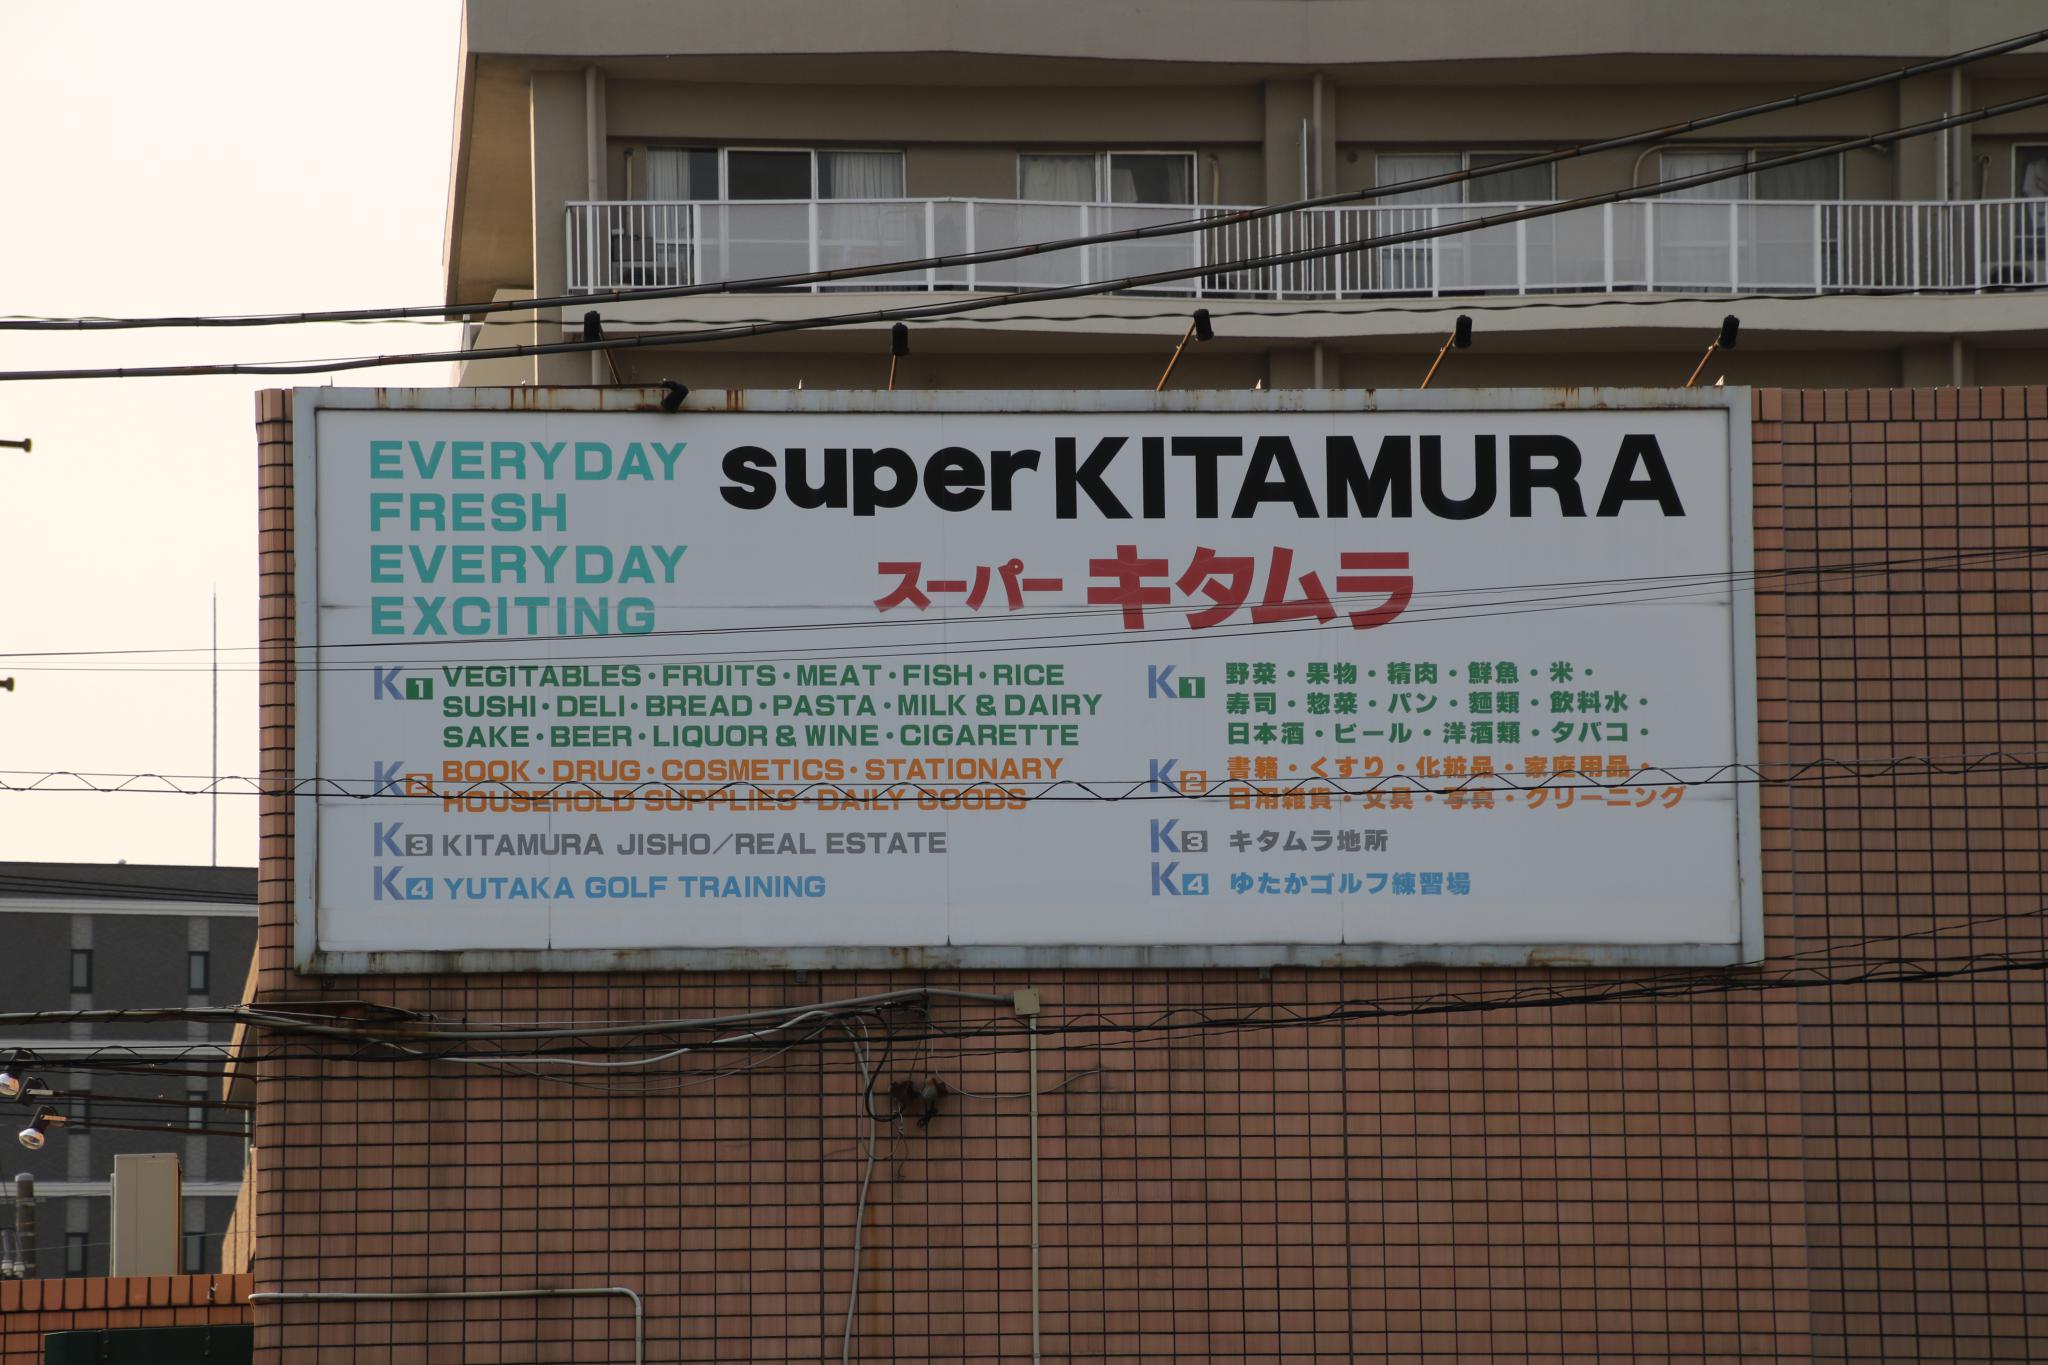 EVERYDAY
FRESH
EVERYDAY
EXCITING
super KITAMURA
スーパー キタムラ
K1 VEGITABLES・FRUITS・MEAT・FISH・RICE
SUSHI・DELI・BREAD・PASTA・MILK & DAIRY
SAKE・BEER・LIQUOR & WINE・CIGARETTE
K2 BOOK・DRUG・COSMETICS・STATIONARY
HOUSEHOLD SUPPLIES・DAILY GOODS
K3 KITAMURA JISHO／REAL ESTATE
K4 YUTAKA GOLF TRAINING
K1 野菜・果物・精肉・鮮魚・米・
寿司・惣菜・パン・麺類・飲料水・
日本酒・ビール・洋酒類・タバコ・
K2 書籍・くすり・化粧品・家庭用品・
日用雑貨・文具・写真・クリーニング
K3 キタムラ地所
K4 ゆたかゴルフ練習場